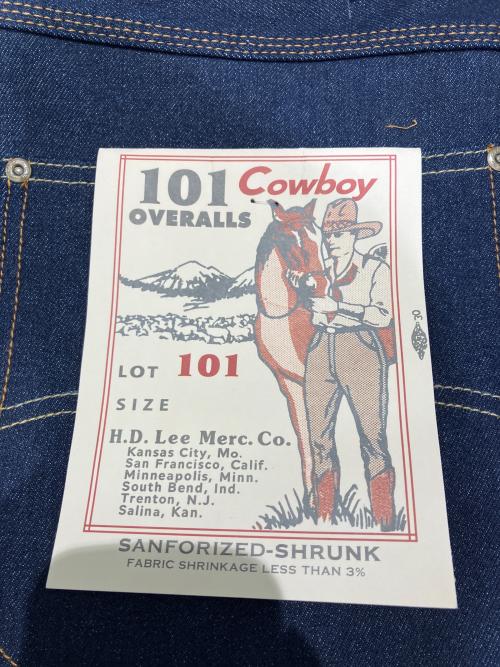 101 Cowboy
OVERALLS
LOT 101
SIZE
H.D. Lee Merc. Co.
Kansas City, Mo.
San Francisco, Calif.
Minneapolis, Minn.
South Bend, Ind.
Trenton, N.J.
Salina, Kan.
SANFORIZED-SHRUNK
FABRIC SHRINKAGE LESS THAN 3%